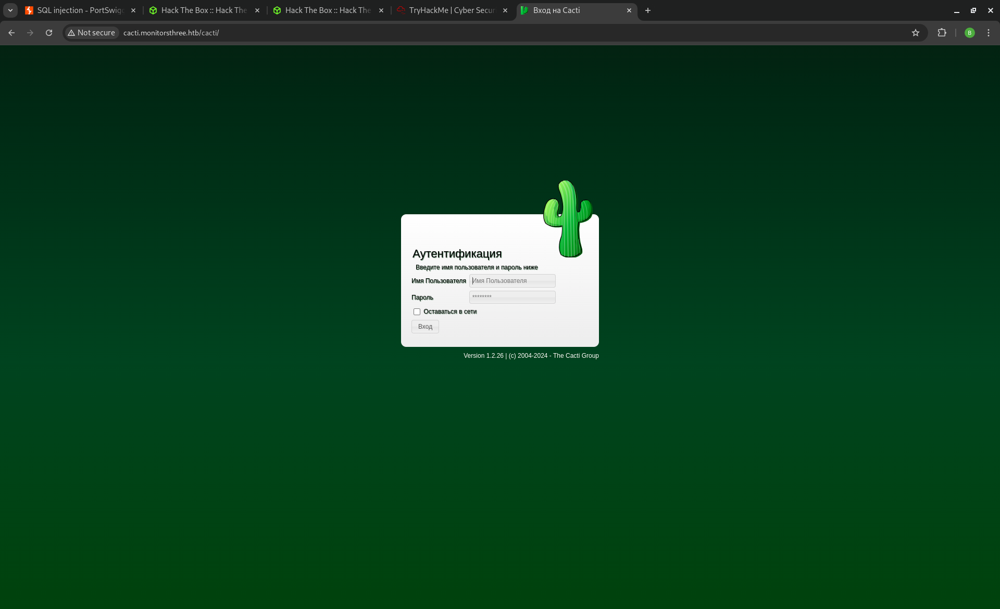 SQL injection - PortSwig
Hack The Box :: Hack The
Hack The Box :: Hack The
TryHackMe | Cyber Secur
Вход на Cacti
Not secure
cacti.monitorsthree.htb/cacti/
B
Аутентификация
Введите имя пользователя и пароль ниже
Имя Пользователя
Имя Пользователя
Пароль
********
Оставаться в сети
Вход
Version 1.2.26 | (c) 2004-2024 - The Cacti Group